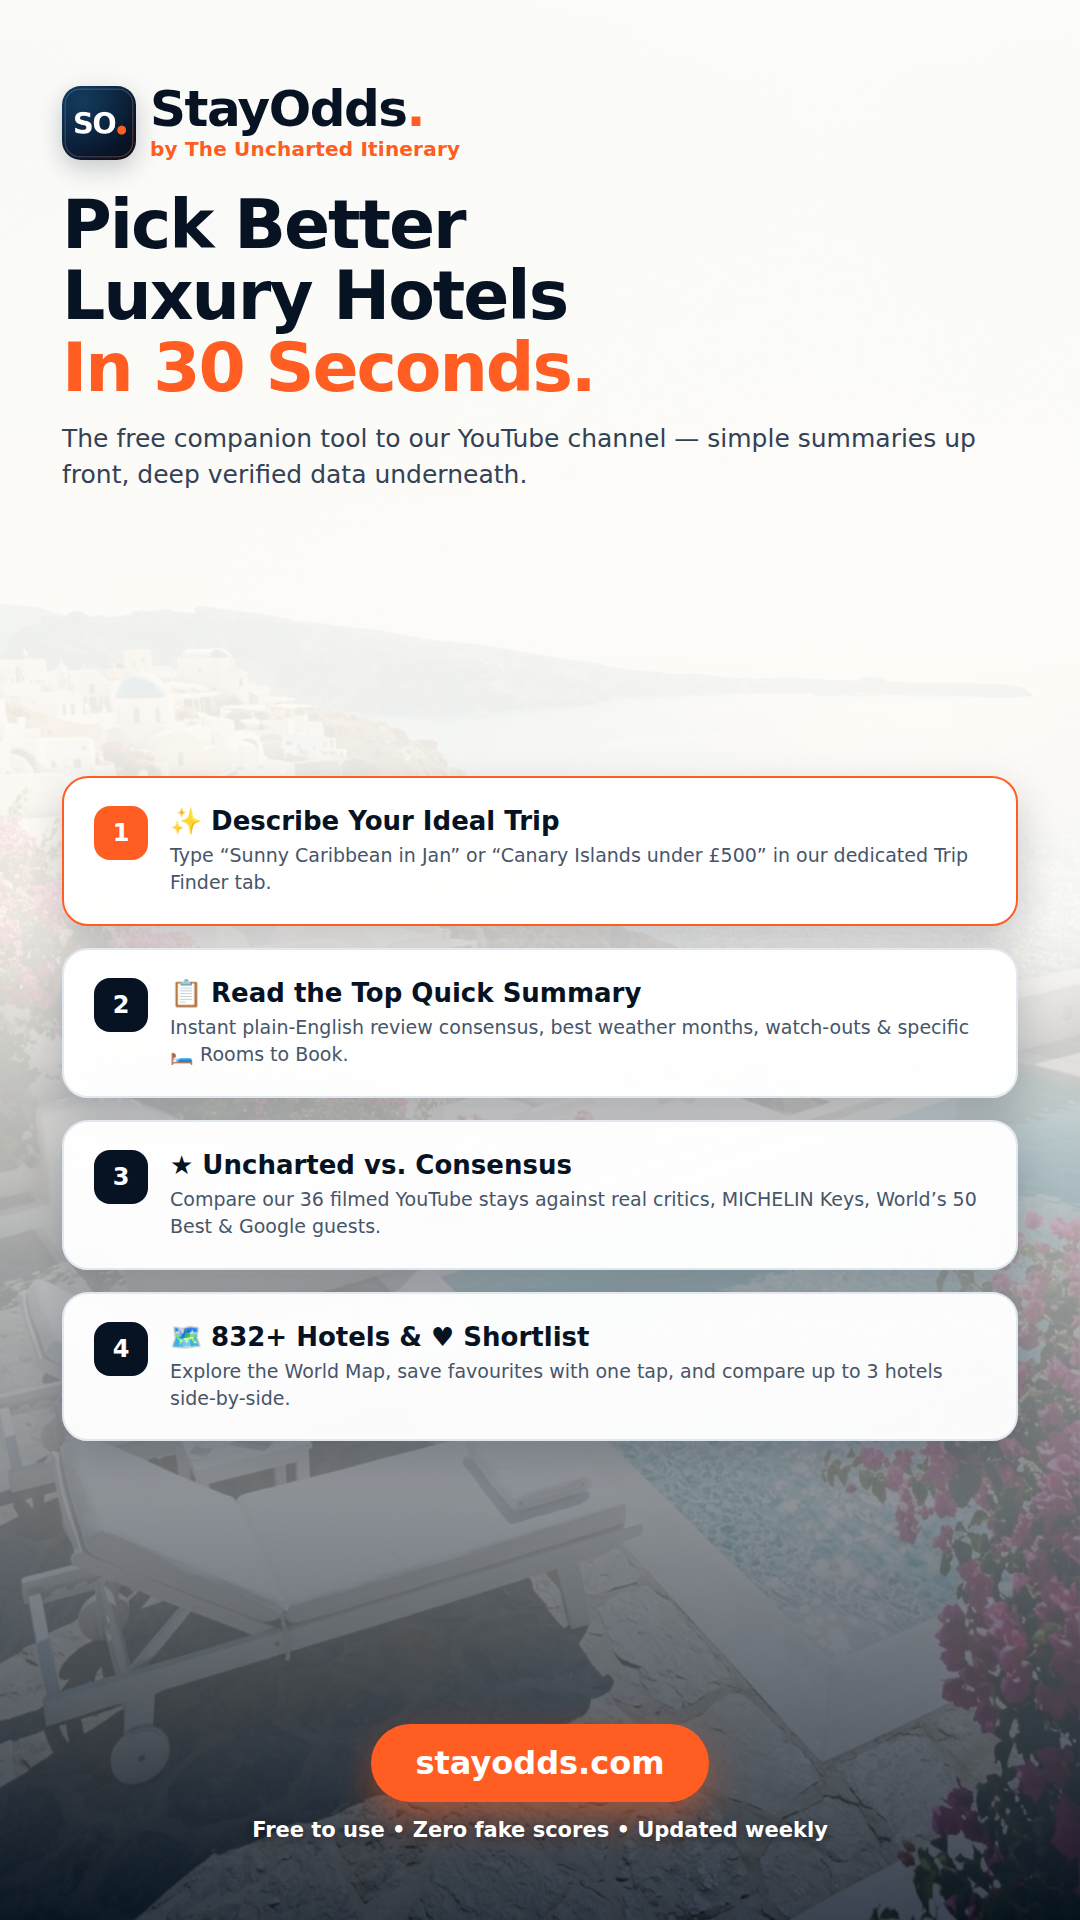 SO.
StayOdds.
by The Uncharted Itinerary
Pick Better
Luxury Hotels
In 30 Seconds.
The free companion tool to our YouTube channel — simple summaries up
front, deep verified data underneath.
1
✨ Describe Your Ideal Trip
Type “Sunny Caribbean in Jan” or “Canary Islands under £500” in our dedicated Trip
Finder tab.
2
📋 Read the Top Quick Summary
Instant plain-English review consensus, best weather months, watch-outs & specific
🛏️ Rooms to Book.
3
★ Uncharted vs. Consensus
Compare our 36 filmed YouTube stays against real critics, MICHELIN Keys, World’s 50
Best & Google guests.
4
🗺️ 832+ Hotels & ♥ Shortlist
Explore the World Map, save favourites with one tap, and compare up to 3 hotels
side-by-side.
stayodds.com
Free to use • Zero fake scores • Updated weekly